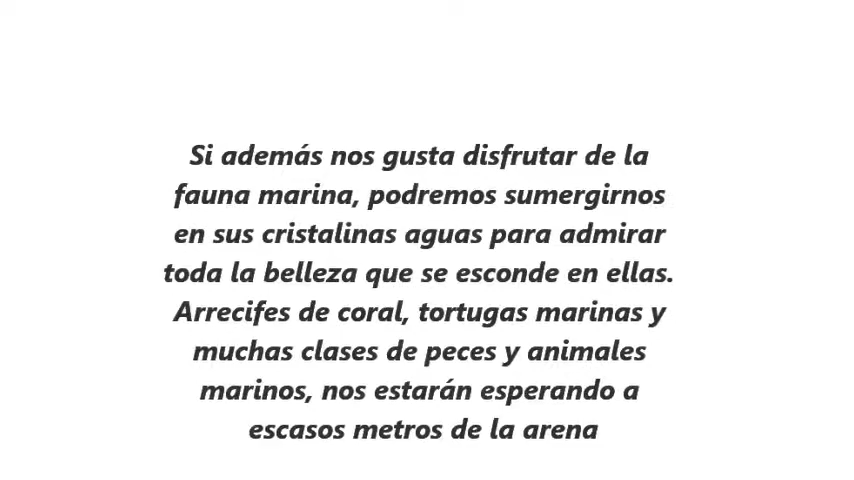 Si además nos gusta disfrutar de la
fauna marina, podremos sumergirnos
en sus cristalinas aguas para admirar
toda la belleza que se esconde en ellas.
Arrecifes de coral, tortugas marinas y
muchas clases de peces y animales
marinos, nos estarán esperando a
escasos metros de la arena